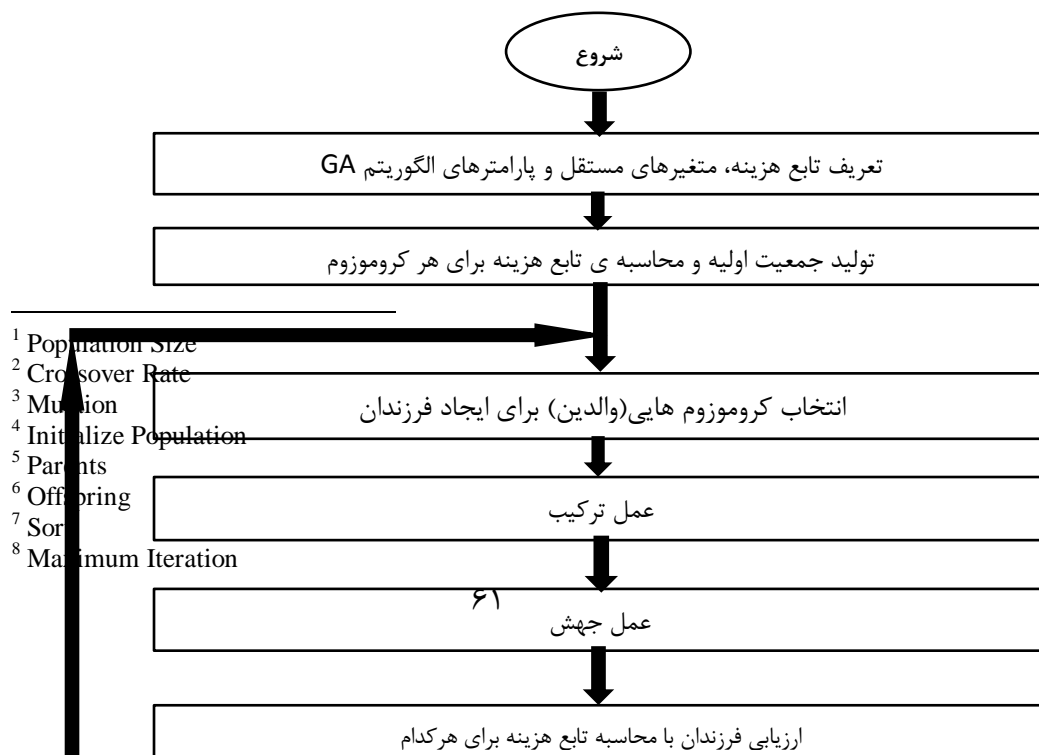 شروع
تعریف تابع هزینه، متغیرهای مستقل و پارامترهای الگوریتم GA
تولید جمعیت اولیه و محاسبه ی تابع هزینه برای هر کروموزوم
انتخاب کروموزوم هایی(والدین) برای ایجاد فرزندان
عمل ترکیب
عمل جهش
ارزیابی فرزندان با محاسبه تابع هزینه برای هرکدام
1 Population Size
2 Crossover Rate
3 Mutation
4 Initialize Population
5 Parents
6 Offspring
7 Sort
8 Maximum Iteration
۶۱